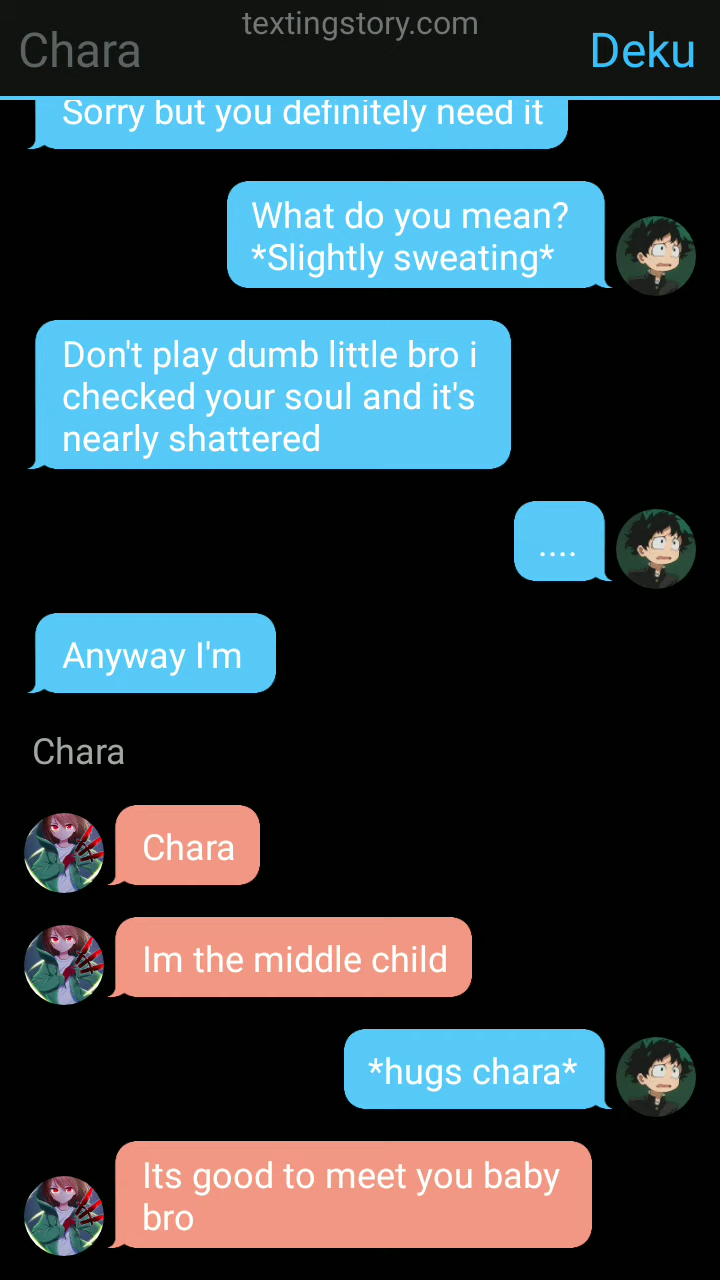 textingstory.com
Chara
Deku
Sorry but you definitely need it
What do you mean?
*Slightly sweating*
Don't play dumb little bro i
checked your soul and it's
nearly shattered
....
Anyway I'm
Chara
Chara
Im the middle child
*hugs chara*
Its good to meet you baby
bro